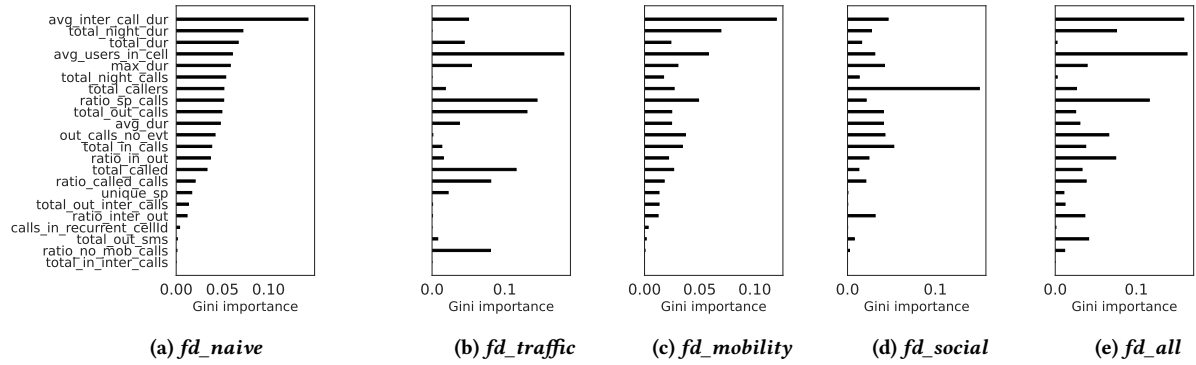 avg_inter_call_dur
total_night_dur
total_dur
avg_users_in_cell
max_dur
total_night_calls
total_callers
ratio_sp_calls
total_out_calls
avg_dur
out_calls_no_evt
total_in_calls
ratio_in_out
total_called
ratio_called_calls
unique_sp
total_out_inter_calls
ratio_inter_out
calls_in_recurrent_cellId
total_out_sms
ratio_no_mob_calls
total_in_inter_calls
0.00 0.05 0.10 0.0 0.1 0.00 0.05 0.10 0.0 0.1 0.0 0.1
Gini importance Gini importance Gini importance Gini importance Gini importance
(a) fd_naive (b) fd_traffic (c) fd_mobility (d) fd_social (e) fd_all